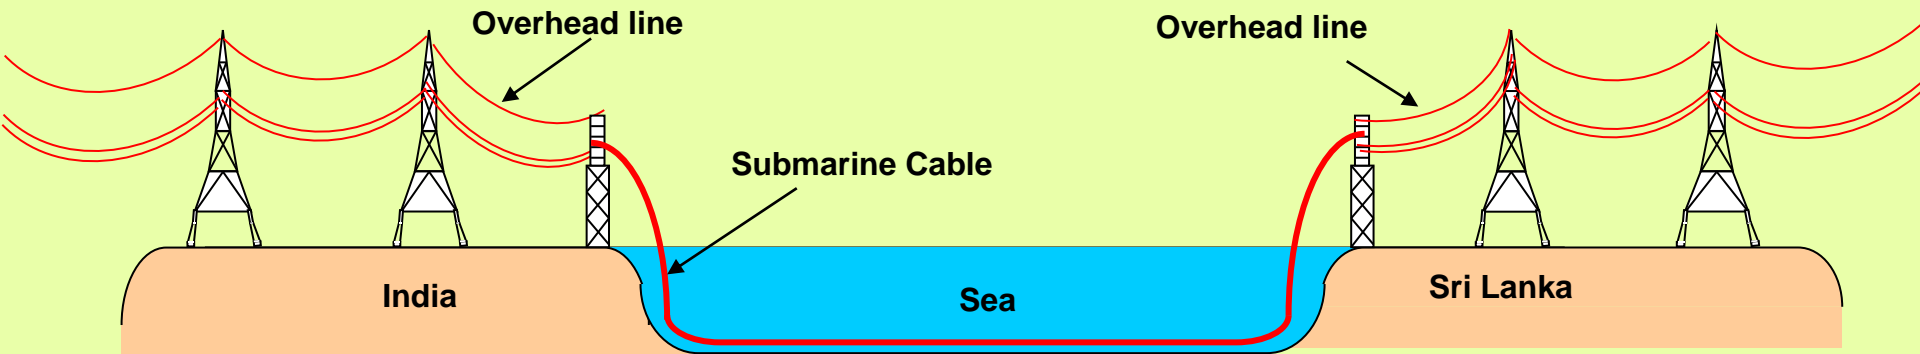 Overhead line
Overhead line
Submarine Cable
India
Sea
Sri Lanka